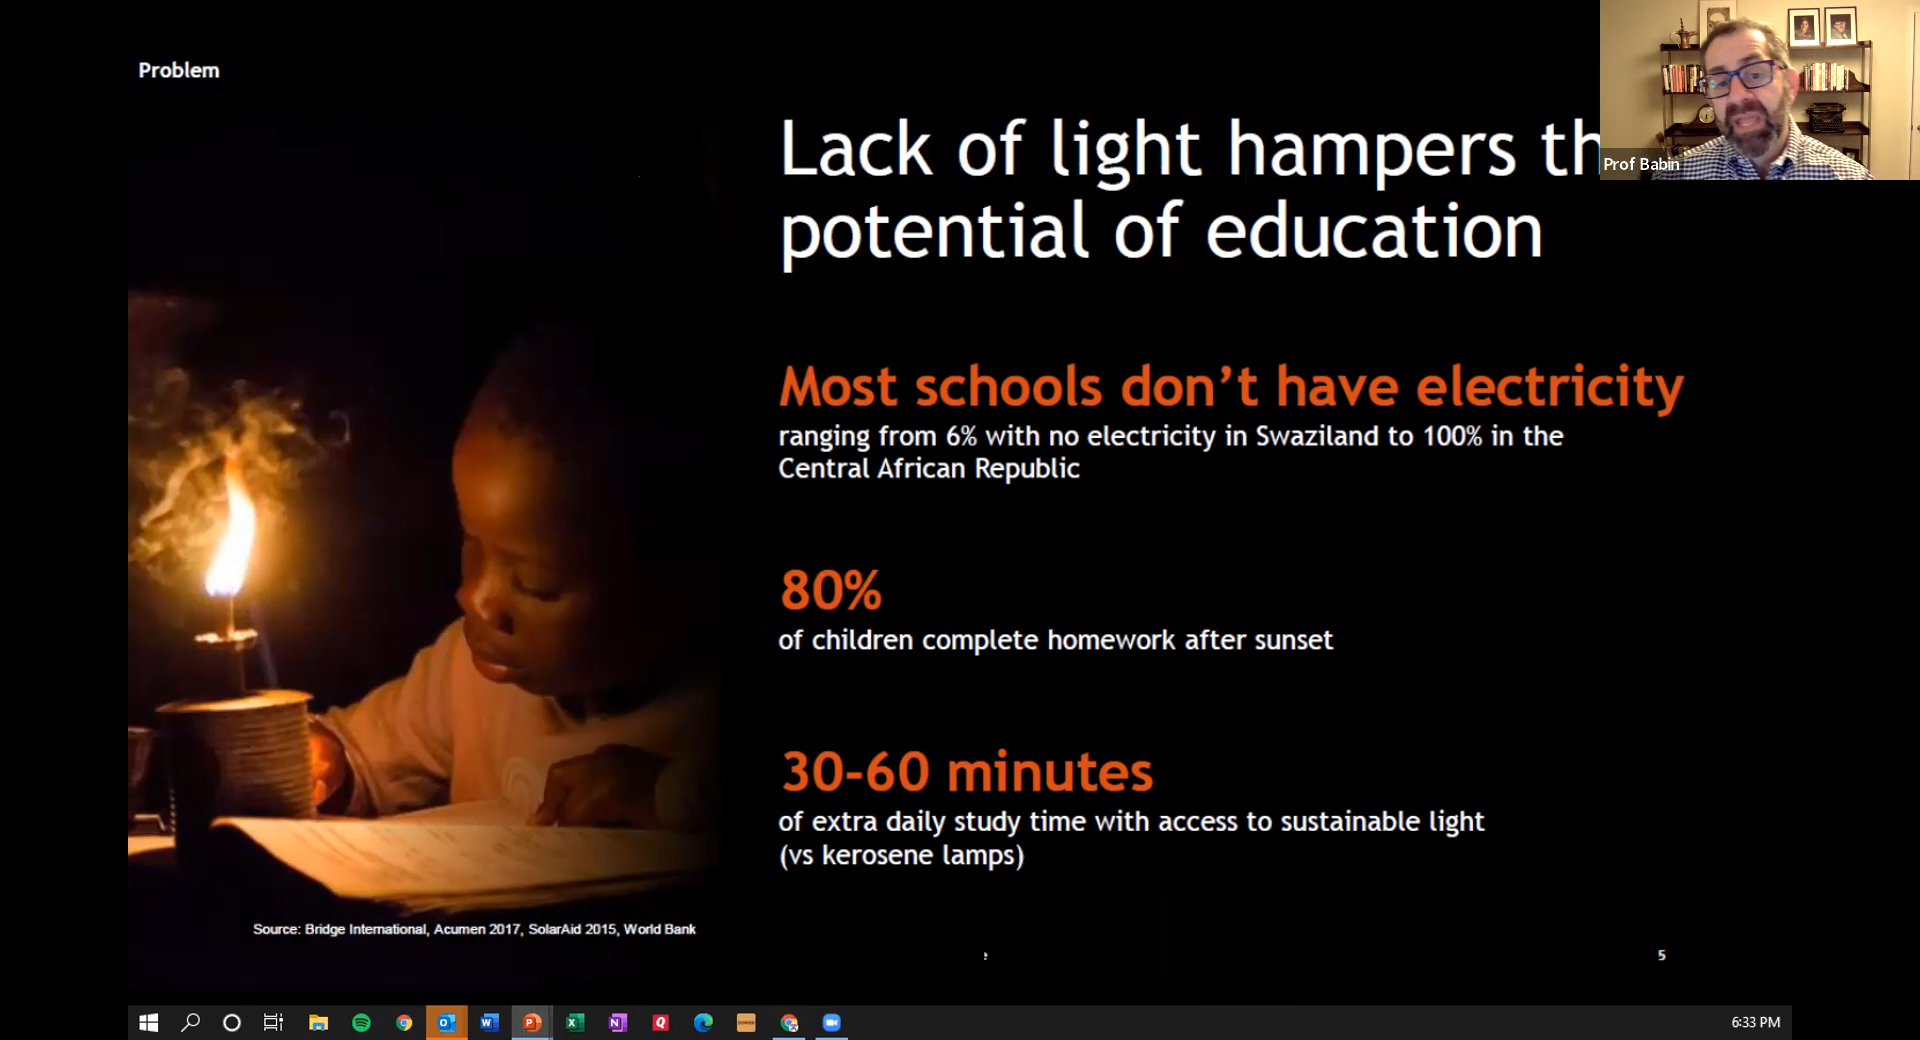 Problem
Lack of light hampers th
potential of education
Prof Babin
Most schools don’t have electricity
ranging from 6% with no electricity in Swaziland to 100% in the
Central African Republic
80%
of children complete homework after sunset
30-60 minutes
of extra daily study time with access to sustainable light
(vs kerosene lamps)
Source: Bridge International, Acumen 2017, SolarAid 2015, World Bank
5
6:33 PM